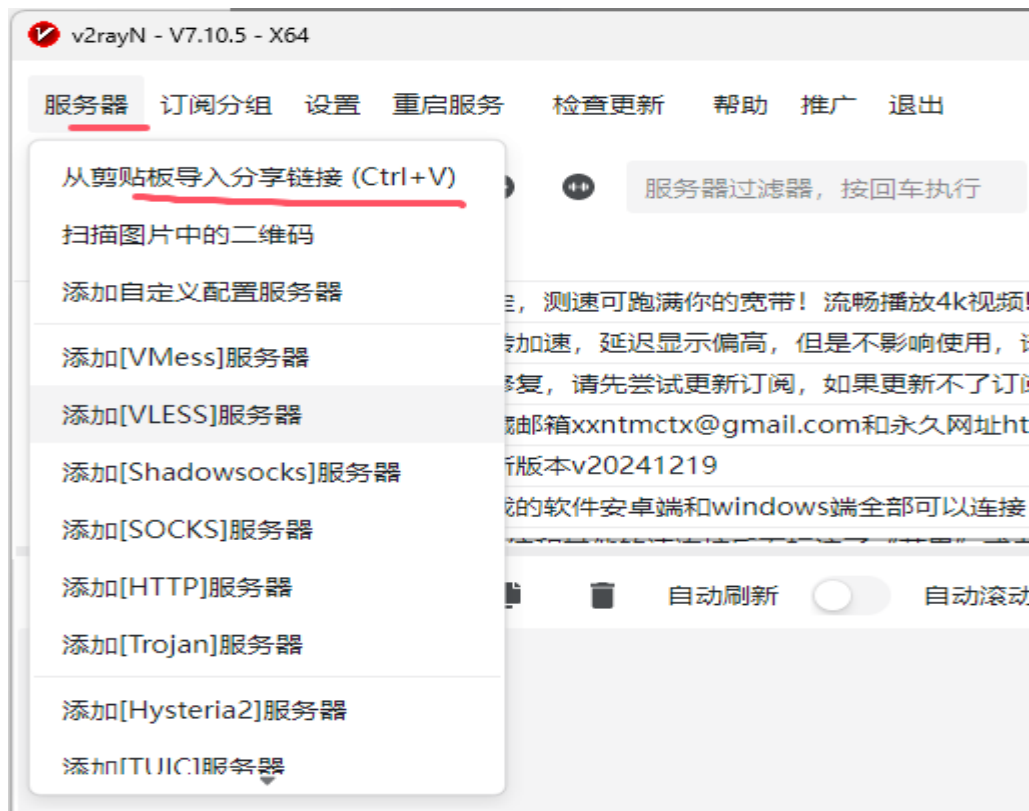 v2rayN - V7.10.5 - X64
服务器 订阅分组 设置 重启服务 检查更新 帮助 推广 退出
从剪贴板导入分享链接 (Ctrl+V)
服务器过滤器，按回车执行
扫描图片中的二维码
添加自定义配置服务器
，测速可跑满你的宽带！流畅播放4k视频!
添加[VMess]服务器
加速，延迟显示偏高，但是不影响使用，
复，请先尝试更新订阅，如果更新不了订阅
添加[VLESS]服务器
邮箱xxntmctx@gmail.com和永久网址ht
添加[Shadowsocks]服务器
版本v20241219
的软件安卓端和windows端全部可以连接
添加[SOCKS]服务器
添加[HTTP]服务器
自动刷新 自动滚动
添加[Trojan]服务器
添加[Hysteria2]服务器
添加[TUIC]服务器